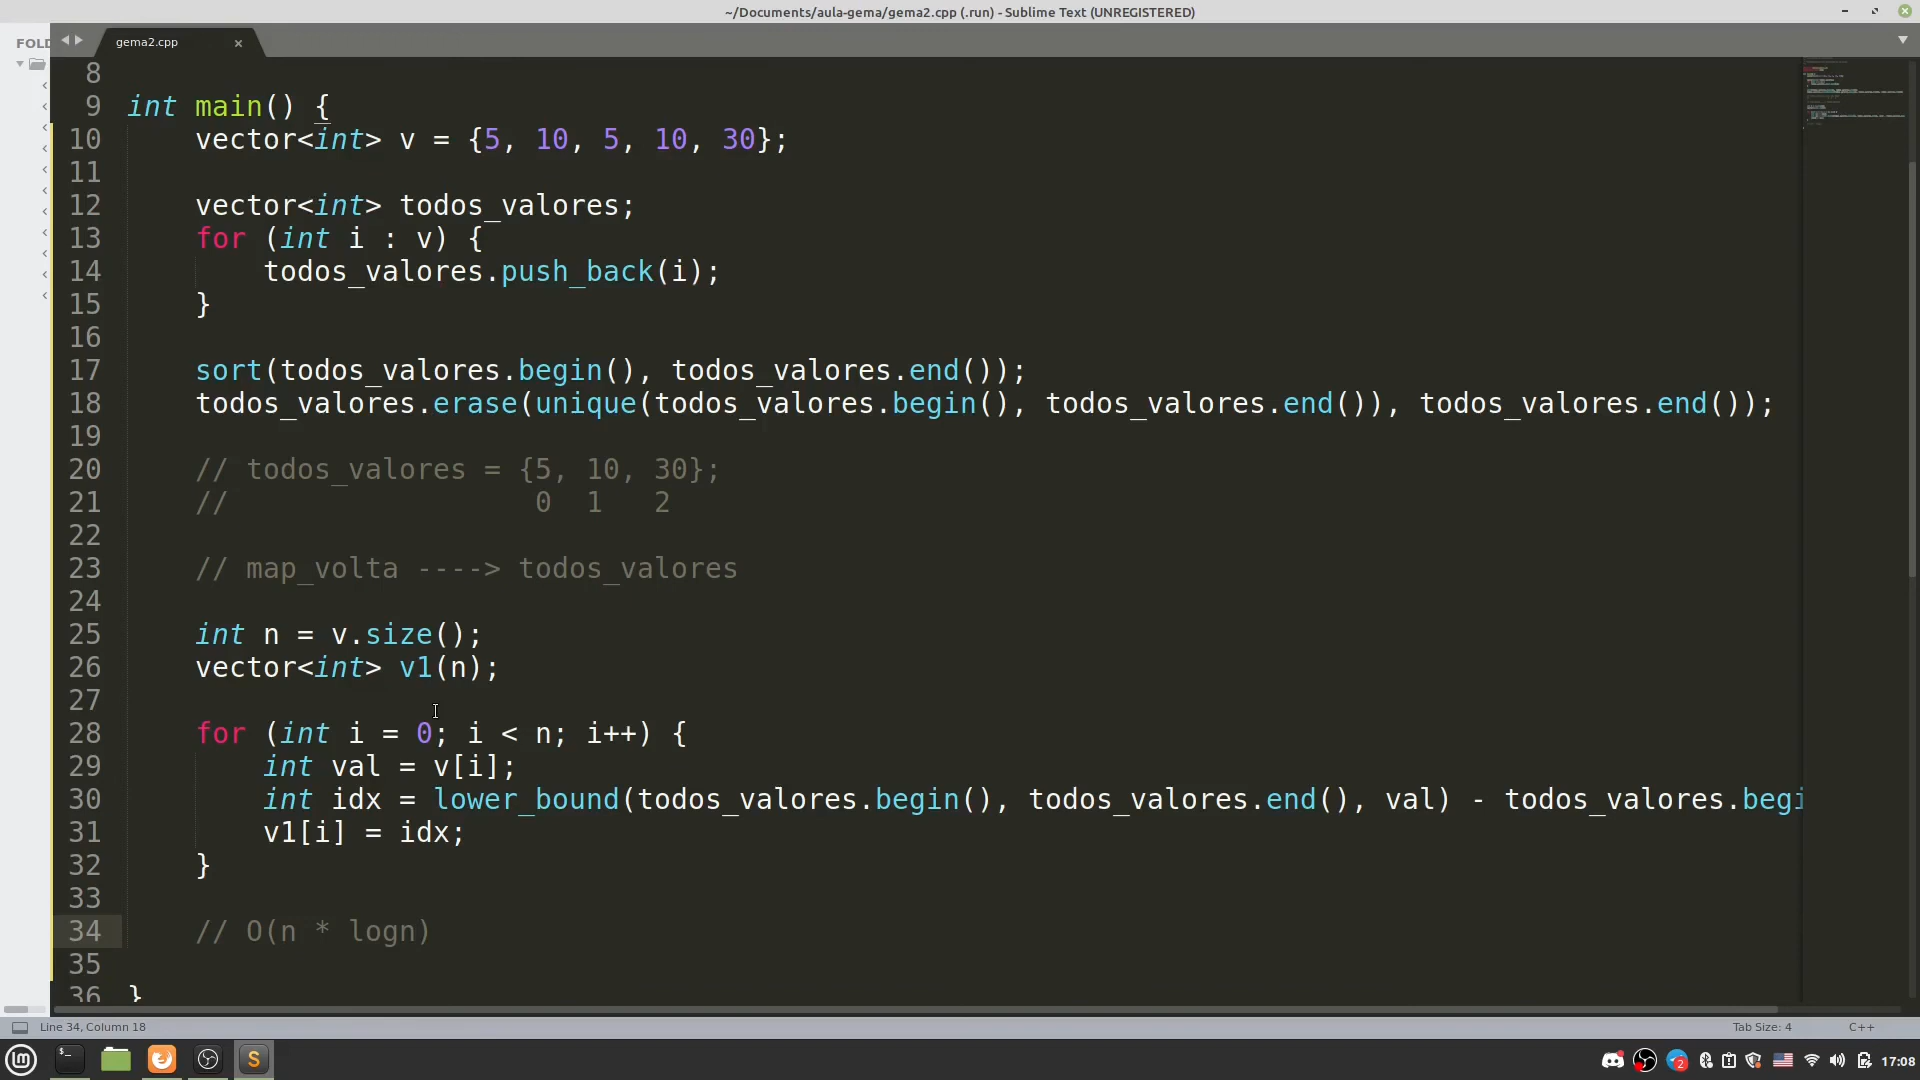 ~/Documents/aula-gema/gema2.cpp (.run) - Sublime Text (UNREGISTERED)
FOLD
gema2.cpp ×
8
9 int main() {
10     vector<int> v = {5, 10, 5, 10, 30};
11
12     vector<int> todos_valores;
13     for (int i : v) {
14         todos_valores.push_back(i);
15     }
16
17     sort(todos_valores.begin(), todos_valores.end());
18     todos_valores.erase(unique(todos_valores.begin(), todos_valores.end()), todos_valores.end());
19
20     // todos_valores = {5, 10, 30};
21     //                  0  1   2
22
23     // map_volta ----> todos_valores
24
25     int n = v.size();
26     vector<int> v1(n);
27
28     for (int i = 0; i < n; i++) {
29         int val = v[i];
30         int idx = lower_bound(todos_valores.begin(), todos_valores.end(), val) - todos_valores.begi
31         v1[i] = idx;
32     }
33
34     // O(n * logn)
35
36 }
Line 34, Column 18
Tab Size: 4
C++
S
2
17:08